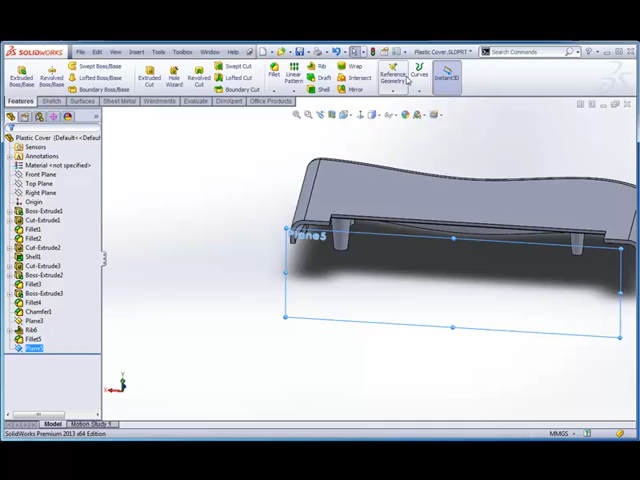 SOLIDWORKS File Edit View Insert Tools Toolbox Window Help Plastic Cover.SLDPRT * Search Commands
Extruded Boss/Base
Revolved Boss/Base
Swept Boss/Base
Lofted Boss/Base
Boundary Boss/Base
Extruded Cut
Hole Wizard
Revolved Cut
Swept Cut
Lofted Cut
Boundary Cut
Fillet
Linear Pattern
Rib
Draft
Shell
Wrap
Intersect
Mirror
Reference Geometry
Curves
Instant3D
Features Sketch Surfaces Sheet Metal Weldments Evaluate DimXpert Office Products
Plastic Cover (Default<<Default
Sensors
Annotations
Material <not specified>
Front Plane
Top Plane
Right Plane
Origin
Boss-Extrude1
Cut-Extrude1
Fillet1
Fillet2
Cut-Extrude2
Shell1
Cut-Extrude3
Boss-Extrude2
Fillet3
Boss-Extrude3
Fillet4
Chamfer1
Plane3
Rib6
Fillet5
Plane5
Plane5
Y
X
Model Motion Study 1
SolidWorks Premium 2013 x64 Edition MMGS